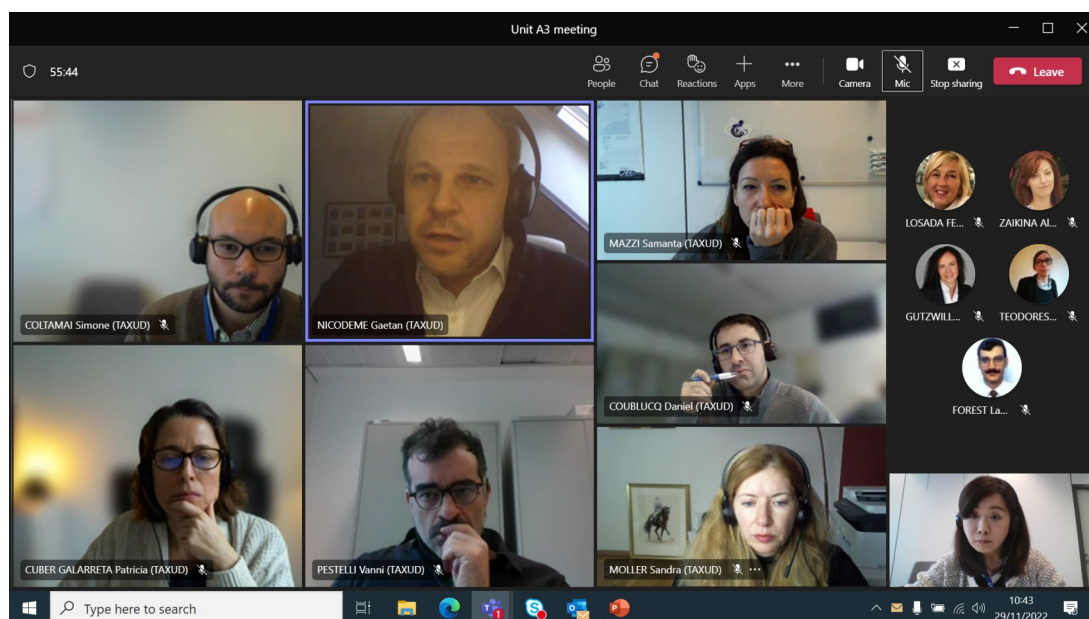 Unit A3 meeting
55:44
People
Chat
Reactions
Apps
More
Camera
Mic
Stop sharing
Leave
COLTAMAI Simone (TAXUD)
NICODEME Gaetan (TAXUD)
MAZZI Samanta (TAXUD)
LOSADA FE...
ZAIKINA Al...
GUTZWILL...
TEODORES...
COUBLUCQ Daniel (TAXUD)
FOREST La...
CUBER GALARRETA Patricia (TAXUD)
PESTELLI Vanni (TAXUD)
MOLLER Sandra (TAXUD)
Type here to search
1
10:43
29/11/2022